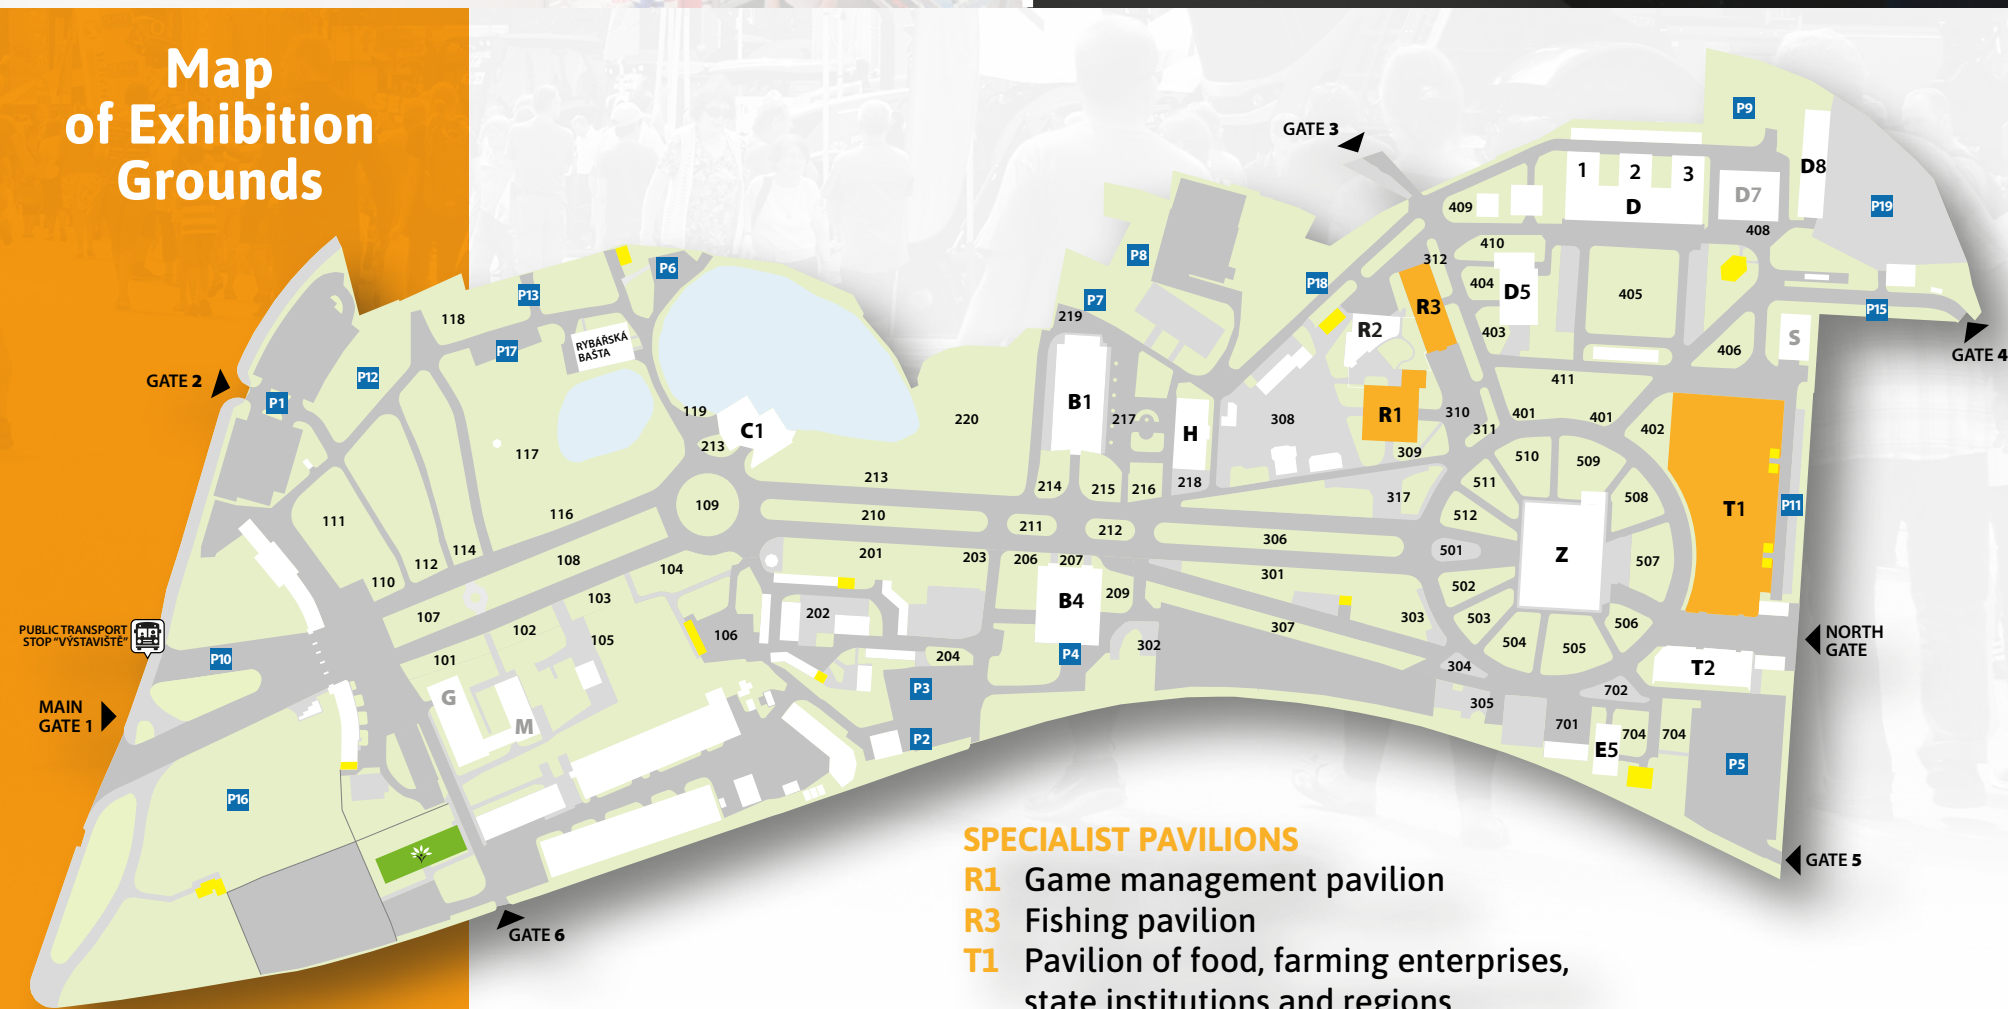 Map
of Exhibition
Grounds
GATE 3
P9
1
2
3
D
D7
D8
P19
409
408
410
312
P8
P18
404
D5
405
P6
P13
P7
R3
P15
118
219
R2
403
S
406
GATE 4
RYBÁŘSKÁ
BAŠTA
P17
GATE 2
P12
411
P1
119
C1
220
B1
217
H
308
R1
310
401
401
402
311
213
309
117
510
509
213
214
215
216
218
511
317
508
T1
P11
109
111
116
210
211
212
512
306
501
Z
114
112
110
108
104
201
203
206
207
301
507
502
103
107
202
B4
209
303
503
506
PUBLIC TRANSPORT
STOP "VÝSTAVIŠTĚ"
102
105
106
307
504
505
NORTH
GATE
101
P10
204
P4
302
304
T2
G
M
P3
702
MAIN
GATE 1
305
701
E5
704
704
P2
P5
P16
GATE 5
GATE 6
SPECIALIST PAVILIONS
R1 Game management pavilion
R3 Fishing pavilion
T1 Pavilion of food, farming enterprises,
state institutions and regions